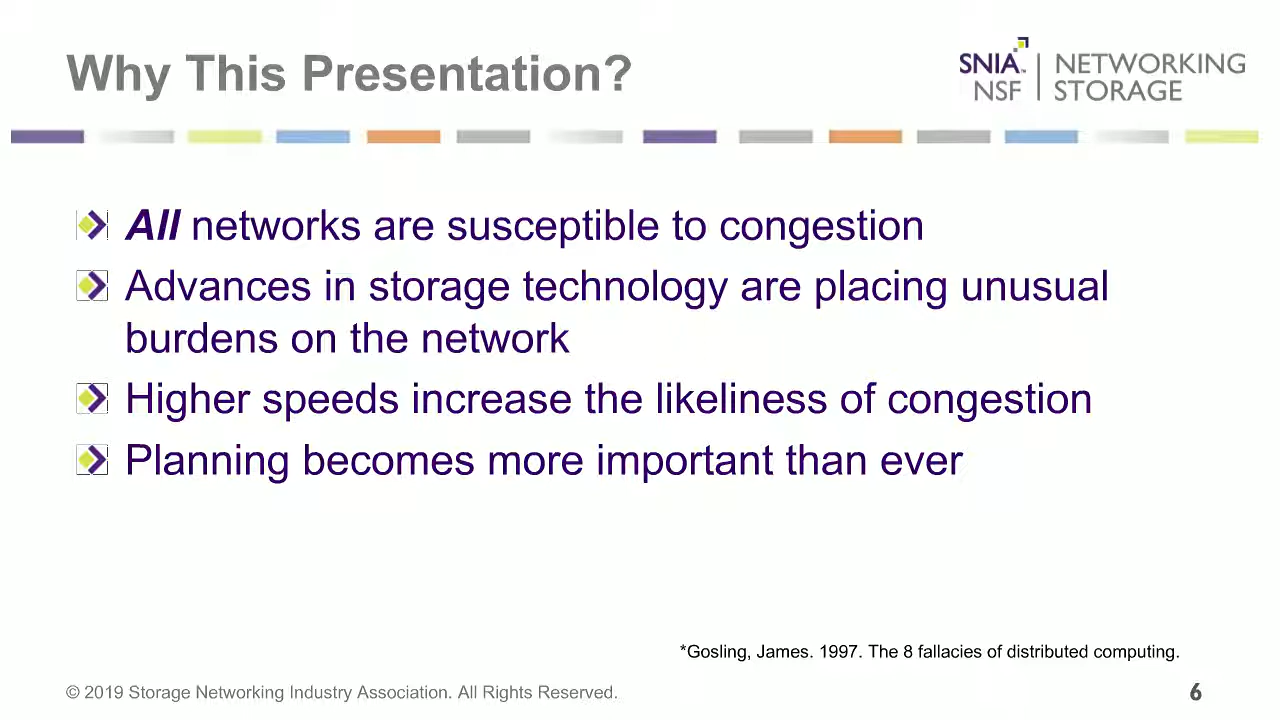 Why This Presentation?
SNIA™ NSF | NETWORKING STORAGE
All networks are susceptible to congestion
Advances in storage technology are placing unusual
burdens on the network
Higher speeds increase the likeliness of congestion
Planning becomes more important than ever
*Gosling, James. 1997. The 8 fallacies of distributed computing.
© 2019 Storage Networking Industry Association. All Rights Reserved.
6